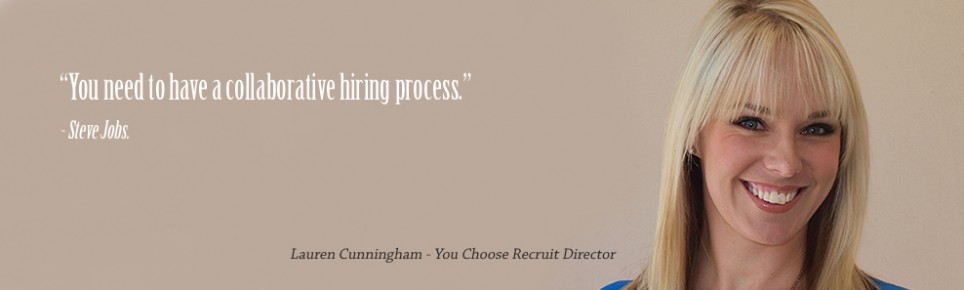 “You need to have a collaborative hiring process.”
- Steve Jobs.
Lauren Cunningham - You Choose Recruit Director